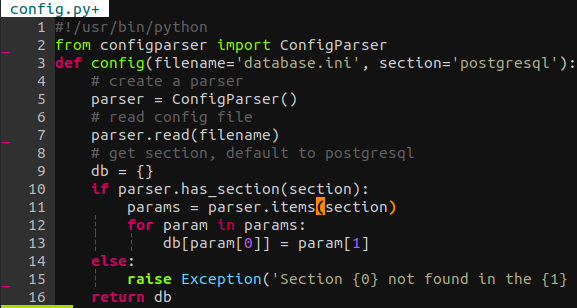 config.py+
1 #!/usr/bin/python
2 from configparser import ConfigParser
3 def config(filename='database.ini', section='postgresql'):
4     # create a parser
5     parser = ConfigParser()
6     # read config file
7     parser.read(filename)
8     # get section, default to postgresql
9     db = {}
10     if parser.has_section(section):
11         params = parser.items(section)
12         for param in params:
13             db[param[0]] = param[1]
14     else:
15         raise Exception('Section {0} not found in the {1}
16     return db